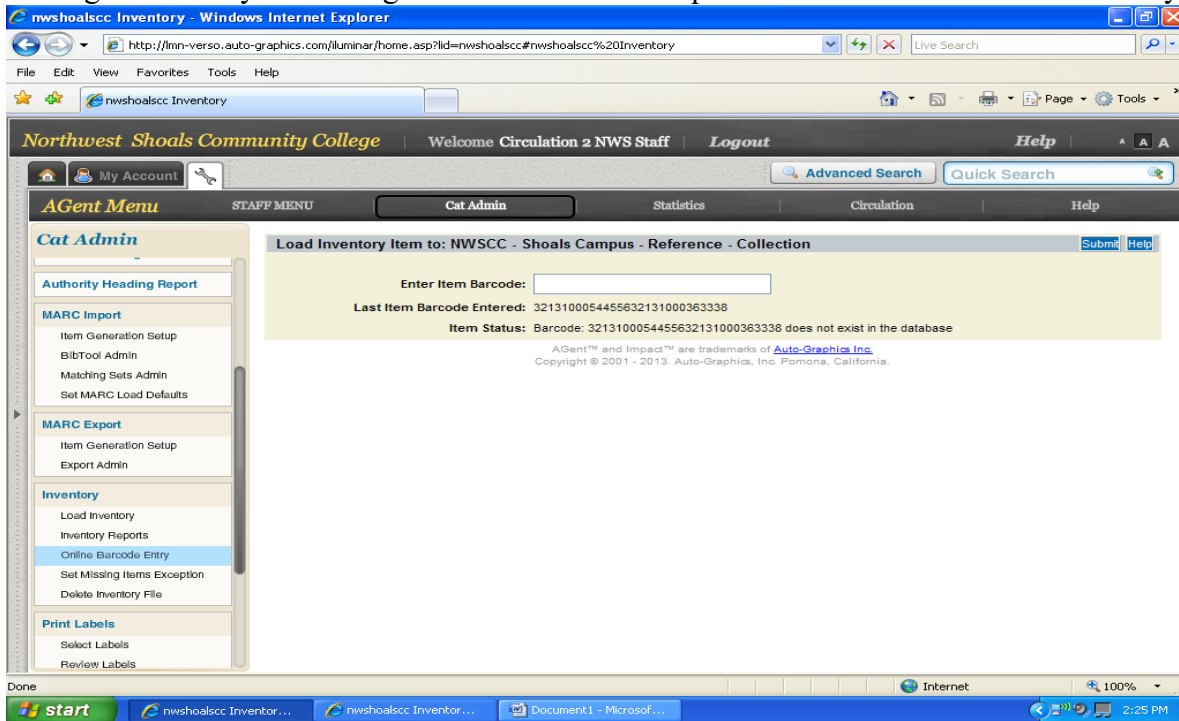 nwshoalscc Inventory - Windows Internet Explorer
http://lmn-verso.auto-graphics.com/iluminar/home.asp?lid=nwshoalscc#nwshoalscc%20Inventory
Live Search
File Edit View Favorites Tools Help
nwshoalscc Inventory
Page Tools
Northwest Shoals Community College | Welcome Circulation 2 NWS Staff | Logout Help | A A A
My Account
Advanced Search
Quick Search
AGent Menu STAFF MENU Cat Admin Statistics | Circulation | Help
Cat Admin
Load Inventory Item to: NWSCC - Shoals Campus - Reference - Collection
Submit Help
Authority Heading Report
Enter Item Barcode:
Last Item Barcode Entered: 32131000544556321310003633​38
Item Status: Barcode: 32131000544556321310003633​38 does not exist in the database
AGent™ and Impact™ are trademarks of Auto-Graphics Inc.
Copyright © 2001 - 2013. Auto-Graphics, Inc. Pomona, California.
MARC Import
Item Generation Setup
BibTool Admin
Matching Sets Admin
Set MARC Load Defaults
MARC Export
Item Generation Setup
Export Admin
Inventory
Load Inventory
Inventory Reports
Online Barcode Entry
Set Missing Items Exception
Delete Inventory File
Print Labels
Select Labels
Review Labels
Done
Internet
100%
start
nwshoalscc Inventor...
nwshoalscc Inventor...
Document1 - Microsof...
2:25 PM